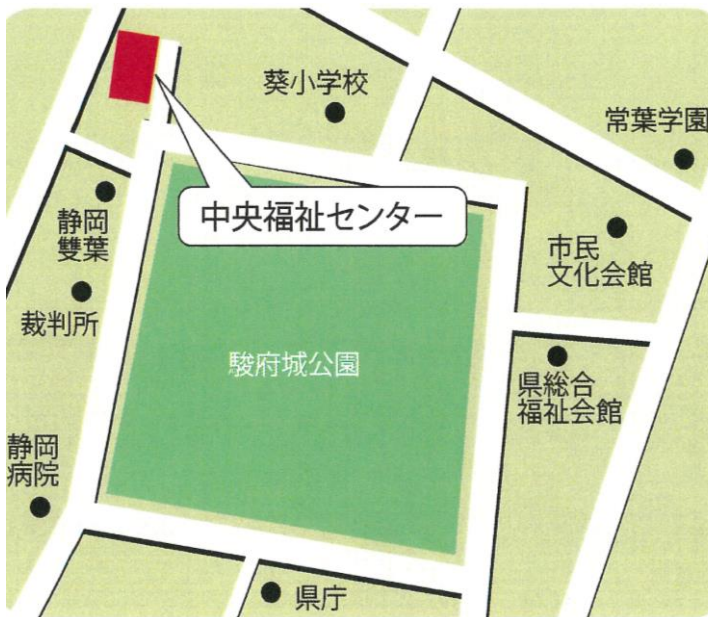 葵小学校
常葉学園
中央福祉センター
静岡
雙葉
市民
文化会館
裁判所
駿府城公園
県総合
福祉会館
静岡
病院
県庁